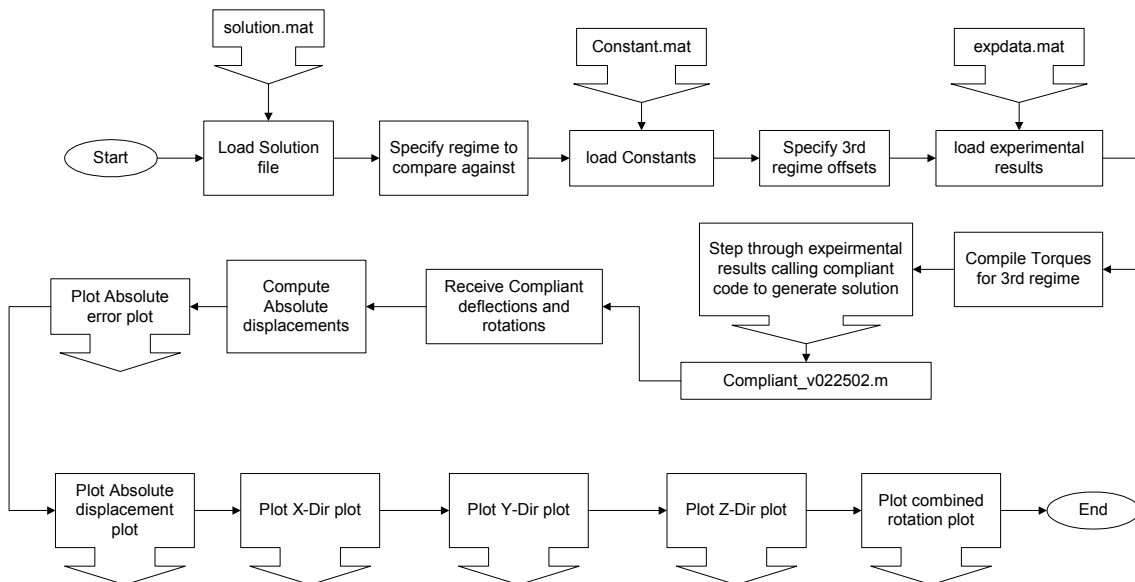 solution.mat
Constant.mat
expdata.mat
Start
Load Solution
file
Specify regime to
compare against
load Constants
Specify 3rd
regime offsets
load experimental
results
Compile Torques
for 3rd regime
Step through expeirmental
results calling compliant
code to generate solution
Compliant_v022502.m
Receive Compliant
deflections and
rotations
Compute
Absolute
displacements
Plot Absolute
error plot
Plot Absolute
displacement
plot
Plot X-Dir plot
Plot Y-Dir plot
Plot Z-Dir plot
Plot combined
rotation plot
End